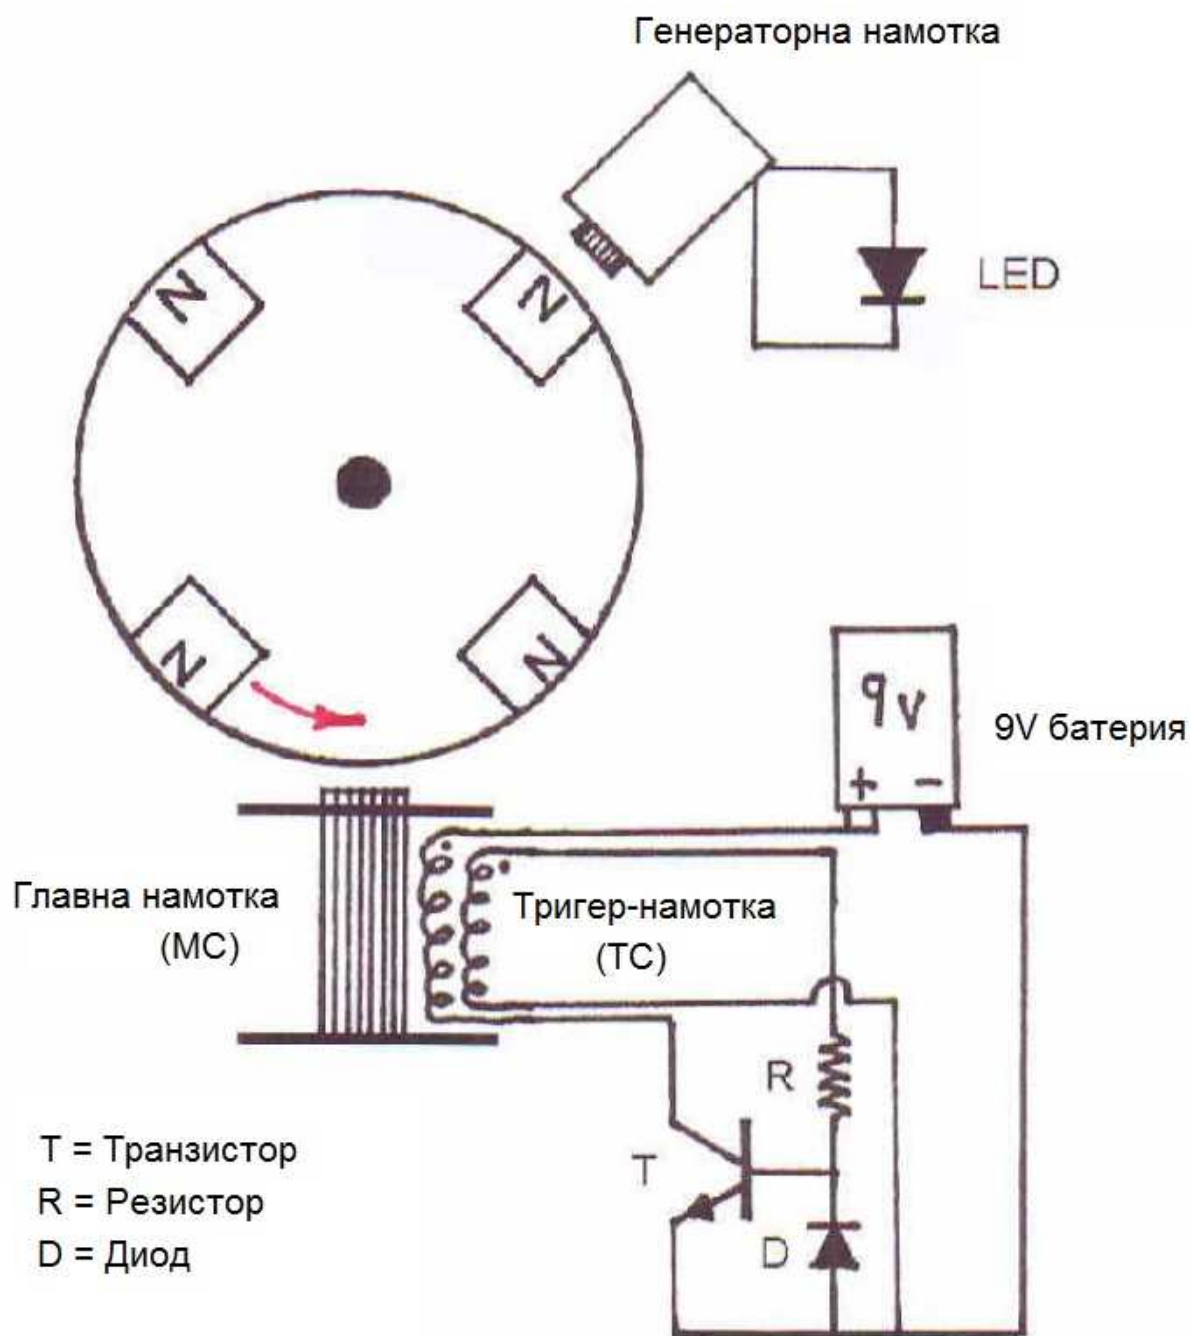 Генераторна намотка
N
N
LED
N
N
9V
+ -
9V батерия
Главна намотка
(MC)
Тригер-намотка
(TC)
R
T
D
T = Транзистор
R = Резистор
D = Диод